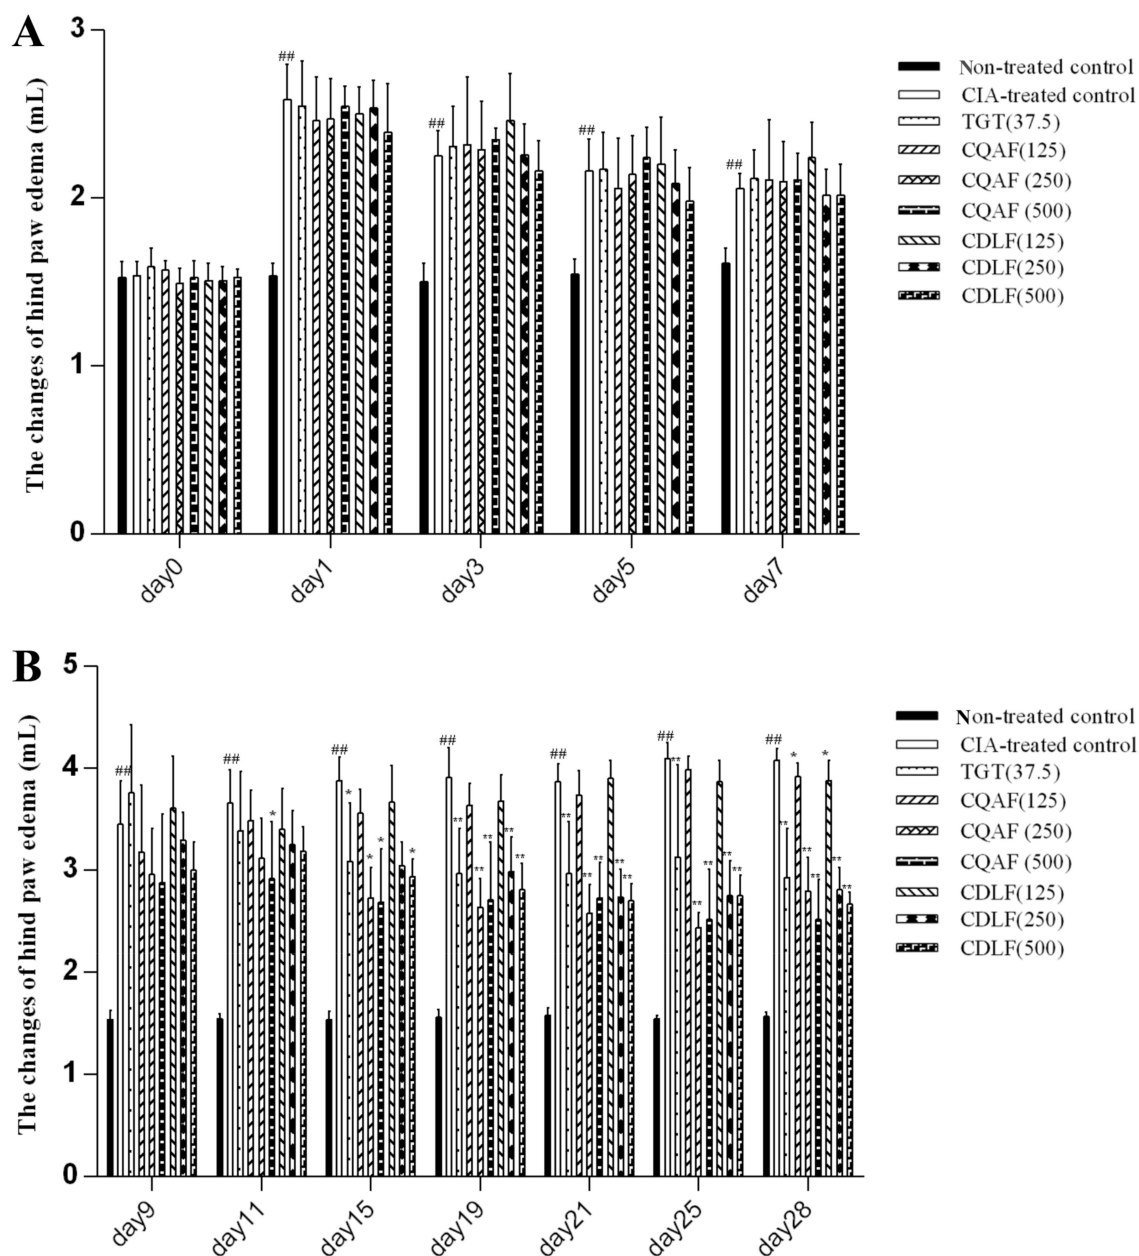 A
The changes of hind paw edema (mL)
3
2
1
0
##
##
##
##
day0
day1
day3
day5
day7
Non-treated control
CIA-treated control
TGT(37.5)
CQAF(125)
CQAF (250)
CQAF (500)
CDLF(125)
CDLF(250)
CDLF(500)
B
The changes of hind paw edema (mL)
5
4
3
2
1
0
##
##
*
##
*
*
*
*
##
**
**
**
**
**
##
**
**
**
**
**
##
**
**
**
**
**
##
**
*
**
**
*
**
**
day9
day11
day15
day19
day21
day25
day28
Non-treated control
CIA-treated control
TGT(37.5)
CQAF(125)
CQAF (250)
CQAF (500)
CDLF(125)
CDLF(250)
CDLF(500)